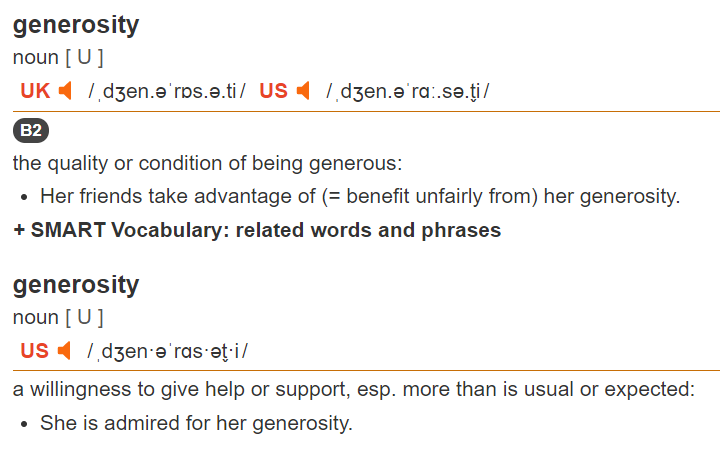 generosity
noun [ U ]
UK /ˌdʒen.əˈrɒs.ə.ti/ US /ˌdʒen.əˈrɑː.sə.t̬i/
B2
the quality or condition of being generous:
• Her friends take advantage of (= benefit unfairly from) her generosity.
+ SMART Vocabulary: related words and phrases
generosity
noun [ U ]
US /ˌdʒen·əˈrɑs·ət̬·i/
a willingness to give help or support, esp. more than is usual or expected:
• She is admired for her generosity.